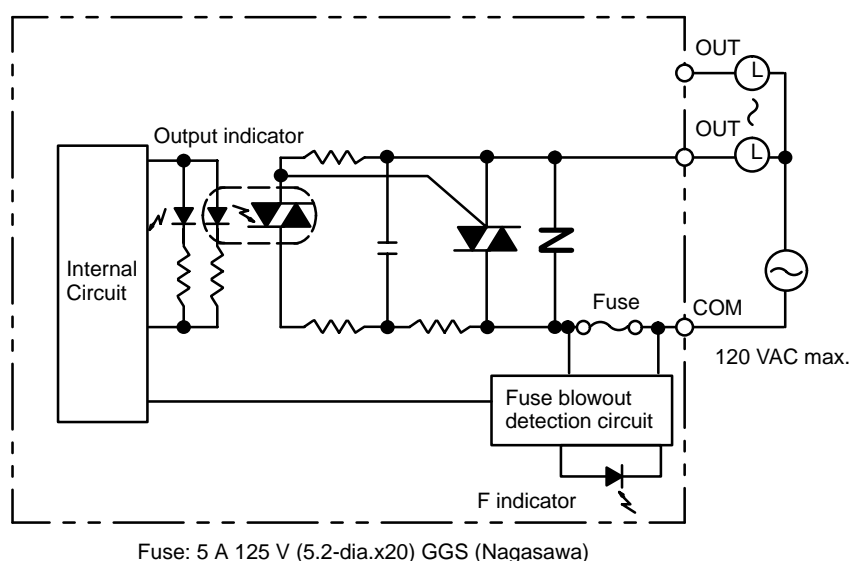 OUT
L
OUT
L
Output indicator
Internal
Circuit
Fuse
COM
120 VAC max.
Fuse blowout
detection circuit
F indicator
Fuse: 5 A 125 V (5.2-dia.x20) GGS (Nagasawa)